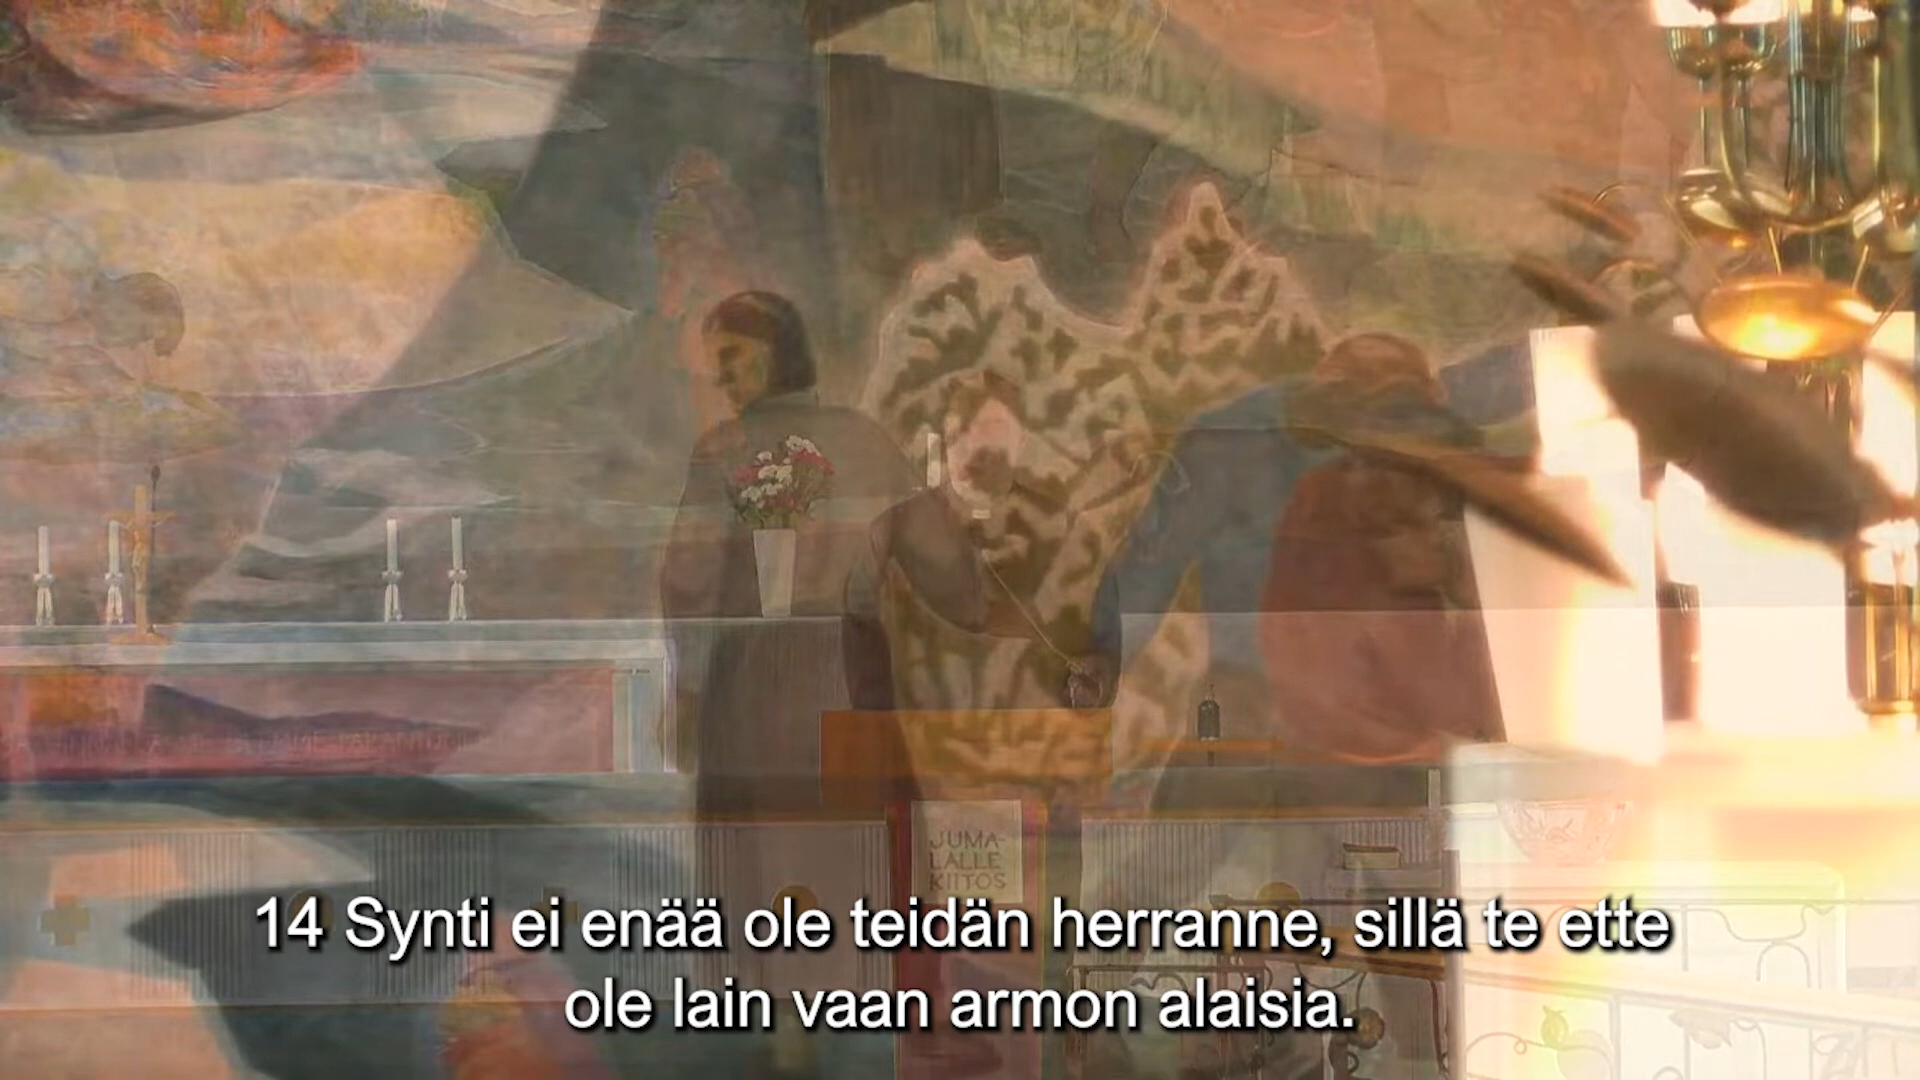 JUMA-
LALLE
KIITOS
14 Synti ei enää ole teidän herranne, sillä te ette
ole lain vaan armon alaisia.